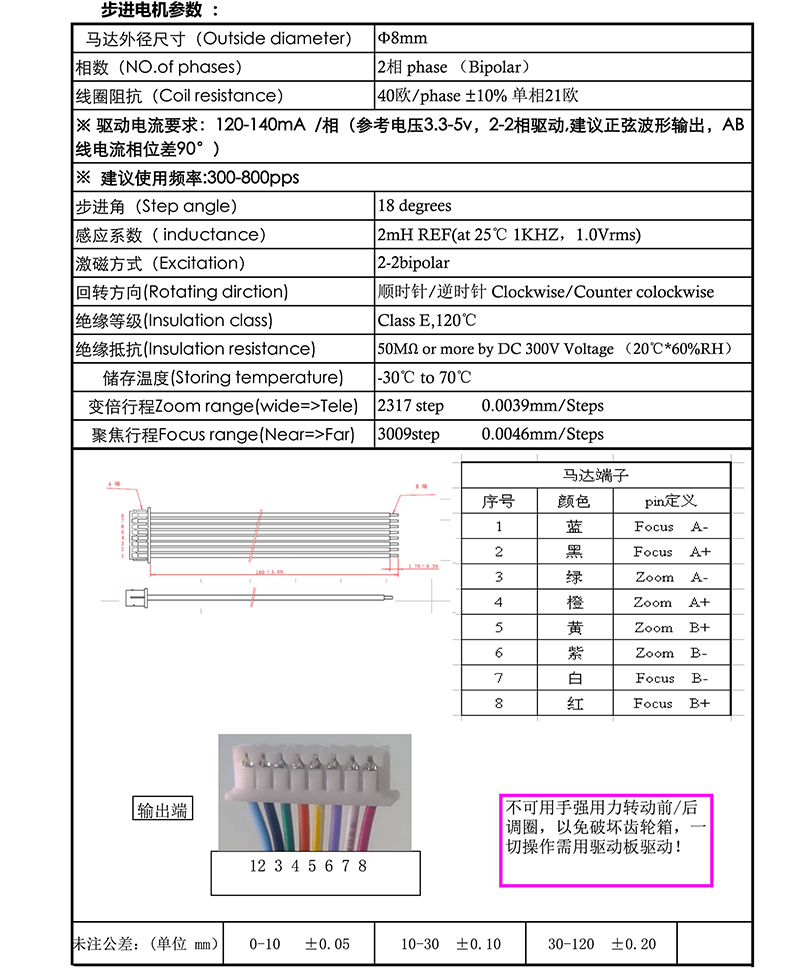 步进电机参数 ：
马达外径尺寸（Outside diameter） Φ8mm
相数（NO.of phases） 2相 phase （Bipolar）
线圈阻抗（Coil resistance） 40欧/phase ±10% 单相21欧
※ 驱动电流要求：120-140mA /相（参考电压3.3-5v，2-2相驱动,建议正弦波形输出，AB
线电流相位差90°）
※ 建议使用频率:300-800pps
步进角（Step angle） 18 degrees
感应系数（ inductance） 2mH REF(at 25℃ 1KHZ，1.0Vrms)
激磁方式（Excitation） 2-2bipolar
回转方向(Rotating dirction) 顺时针/逆时针 Clockwise/Counter colockwise
绝缘等级(Insulation class) Class E,120℃
绝缘抵抗(Insulation resistance) 50MΩ or more by DC 300V Voltage （20℃*60%RH）
储存温度(Storing temperature) -30℃ to 70℃
变倍行程Zoom range(wide=>Tele) 2317 step 0.0039mm/Steps
聚焦行程Focus range(Near=>Far) 3009step 0.0046mm/Steps
A 端 B 端
马达端子
序号 颜色 pin定义
1 蓝 Focus A-
2 黑 Focus A+
3 绿 Zoom A-
4 橙 Zoom A+
5 黄 Zoom B+
6 紫 Zoom B-
7 白 Focus B-
8 红 Focus B+
输出端
12 3 4 5 6 7 8
不可用手强用力转动前/后
调圈，以免破坏齿轮箱，一
切操作需用驱动板驱动！
未注公差：(单位 mm) 0-10 ±0.05 10-30 ±0.10 30-120 ±0.20